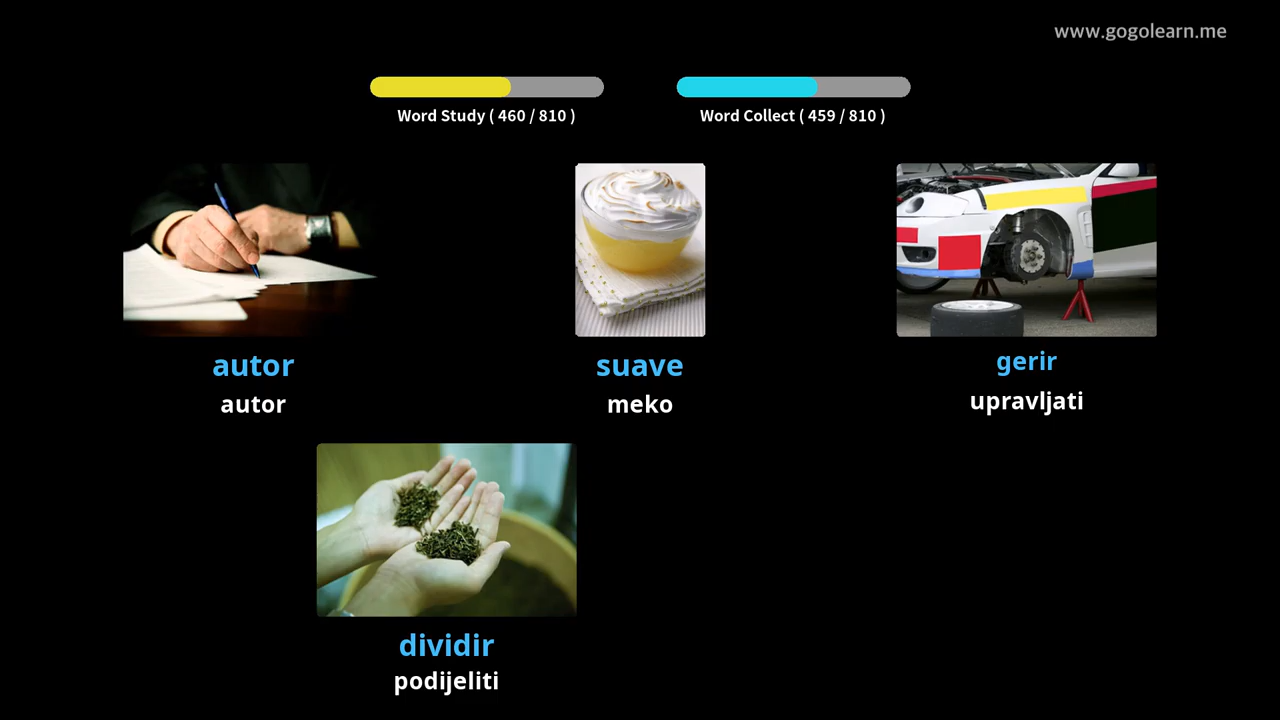 www.gogolearn.me
Word Study ( 460 / 810 )
Word Collect ( 459 / 810 )
autor
autor
suave
meko
gerir
upravljati
dividir
podijeliti